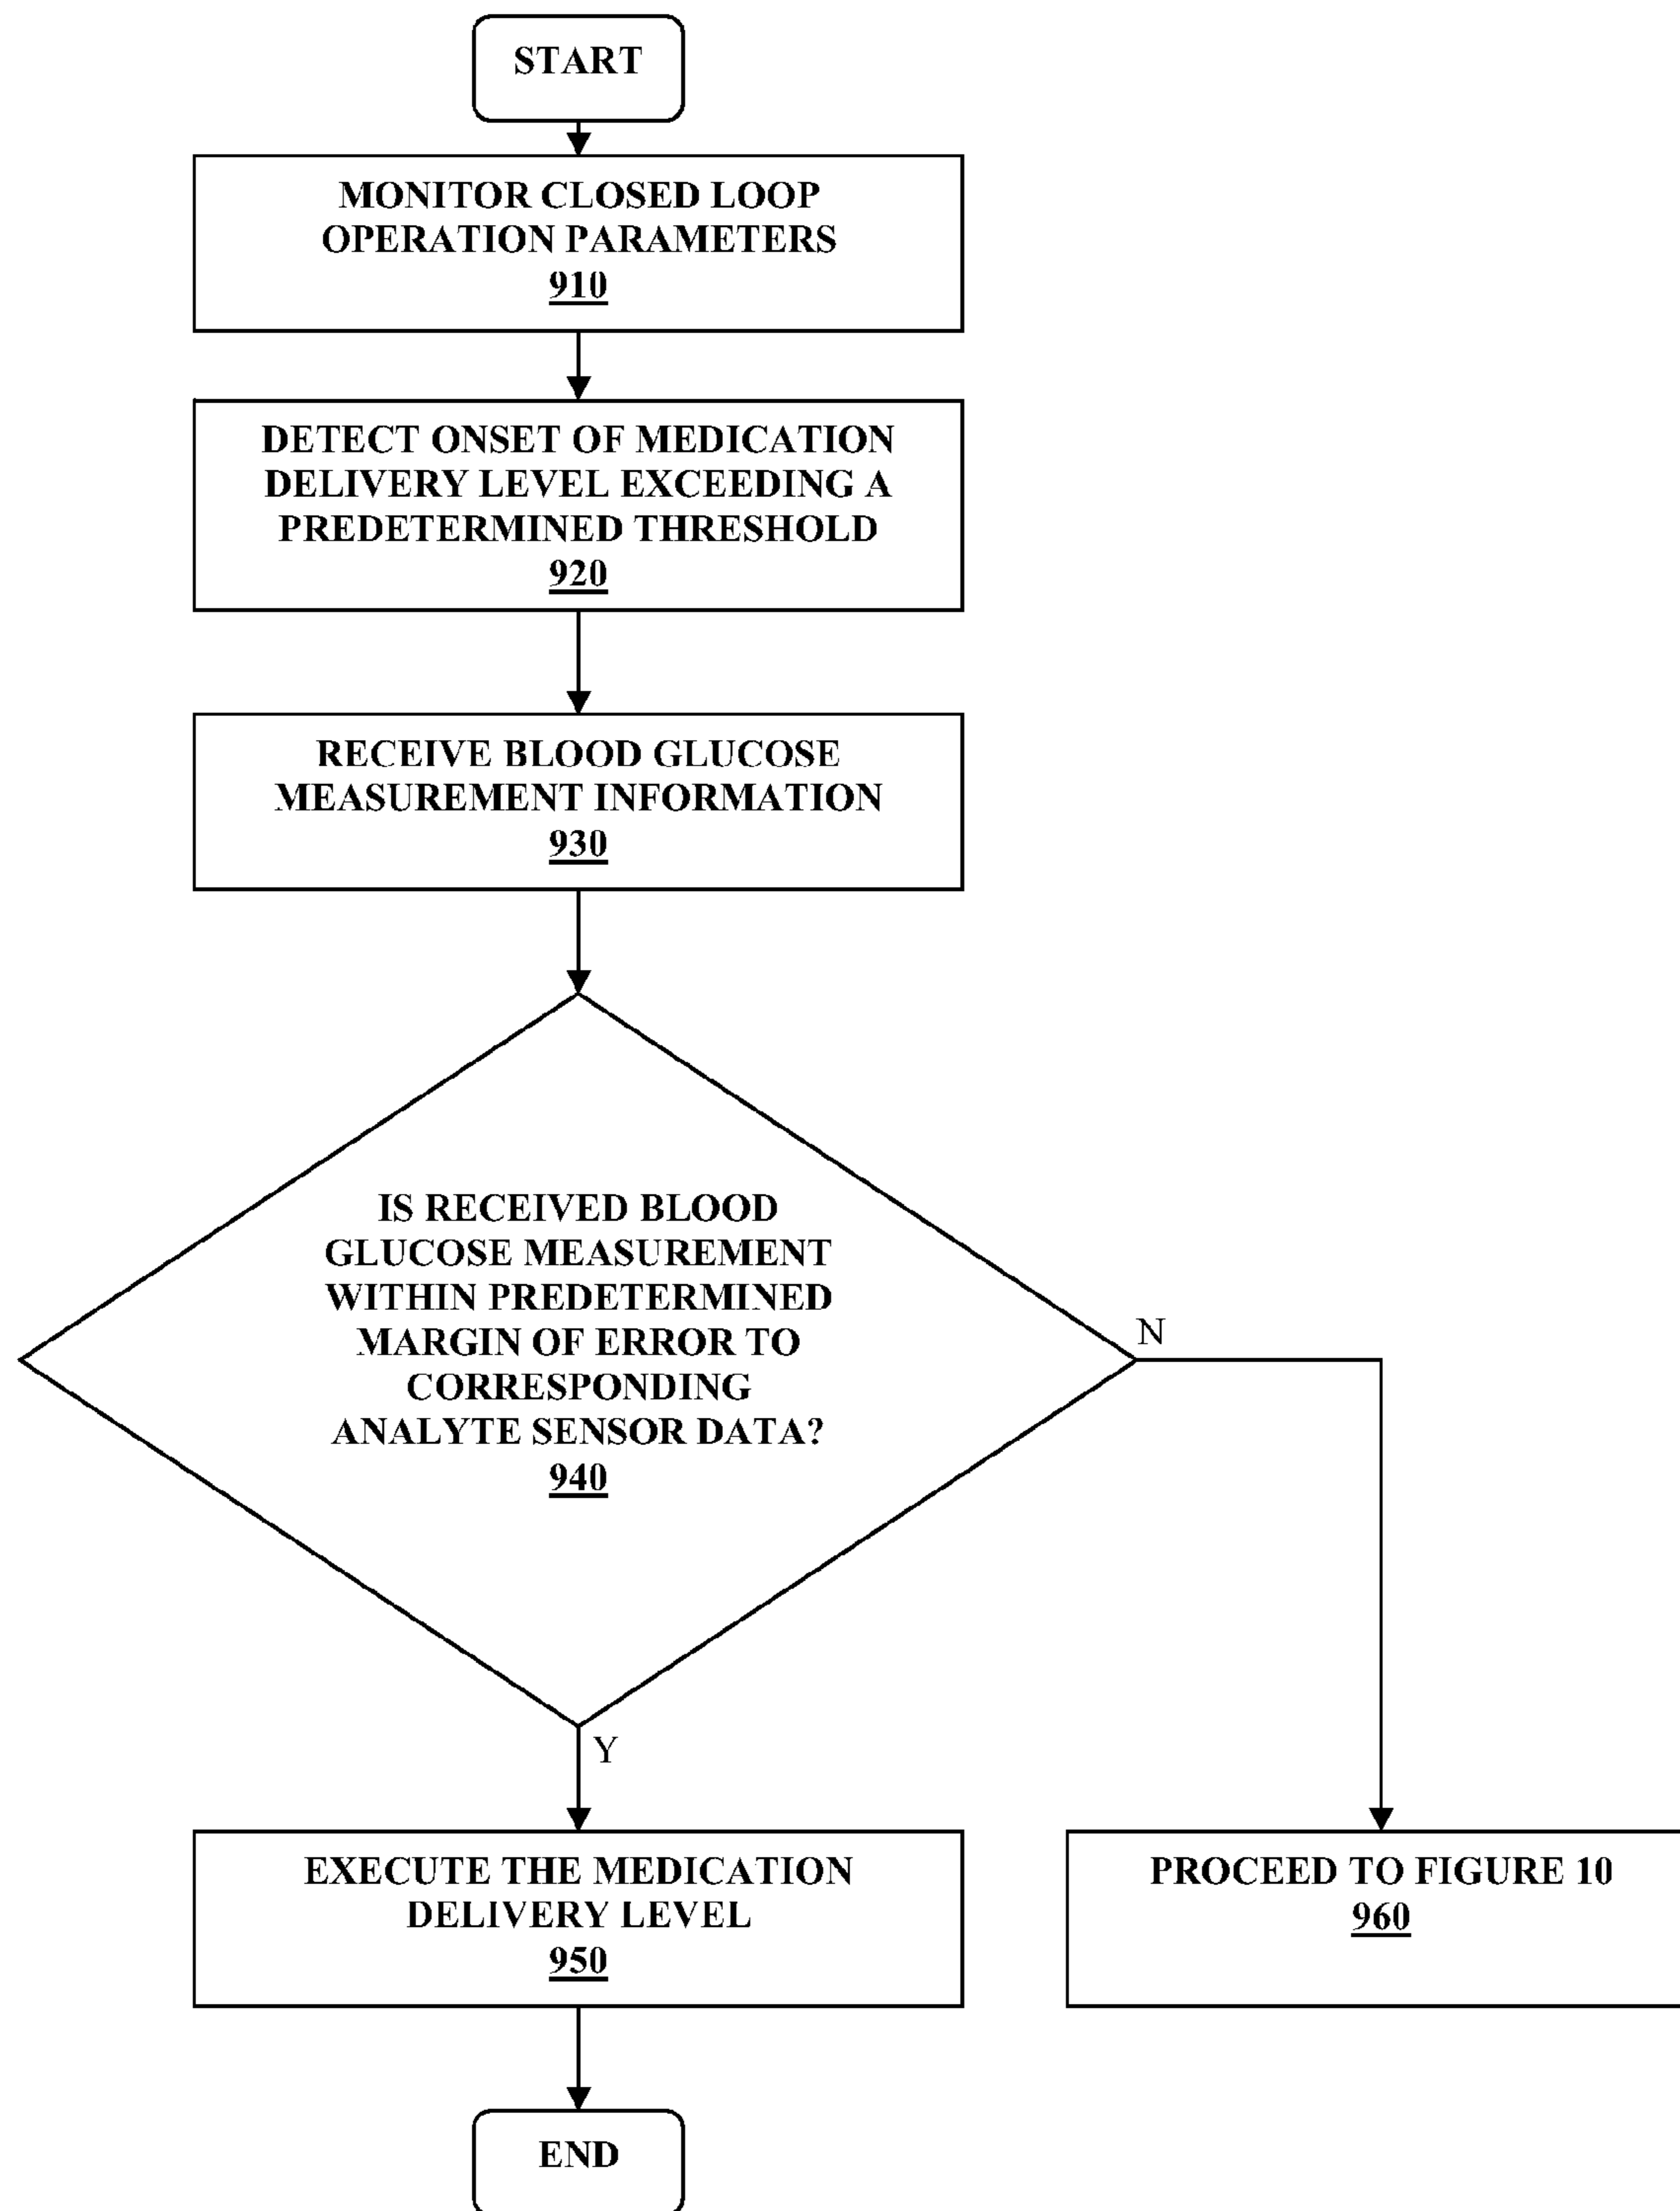 START
MONITOR CLOSED LOOP
OPERATION PARAMETERS
910
DETECT ONSET OF MEDICATION
DELIVERY LEVEL EXCEEDING A
PREDETERMINED THRESHOLD
920
RECEIVE BLOOD GLUCOSE
MEASUREMENT INFORMATION
930
IS RECEIVED BLOOD
GLUCOSE MEASUREMENT
WITHIN PREDETERMINED
MARGIN OF ERROR TO
CORRESPONDING
ANALYTE SENSOR DATA?
940
N
Y
EXECUTE THE MEDICATION
DELIVERY LEVEL
950
PROCEED TO FIGURE 10
960
END